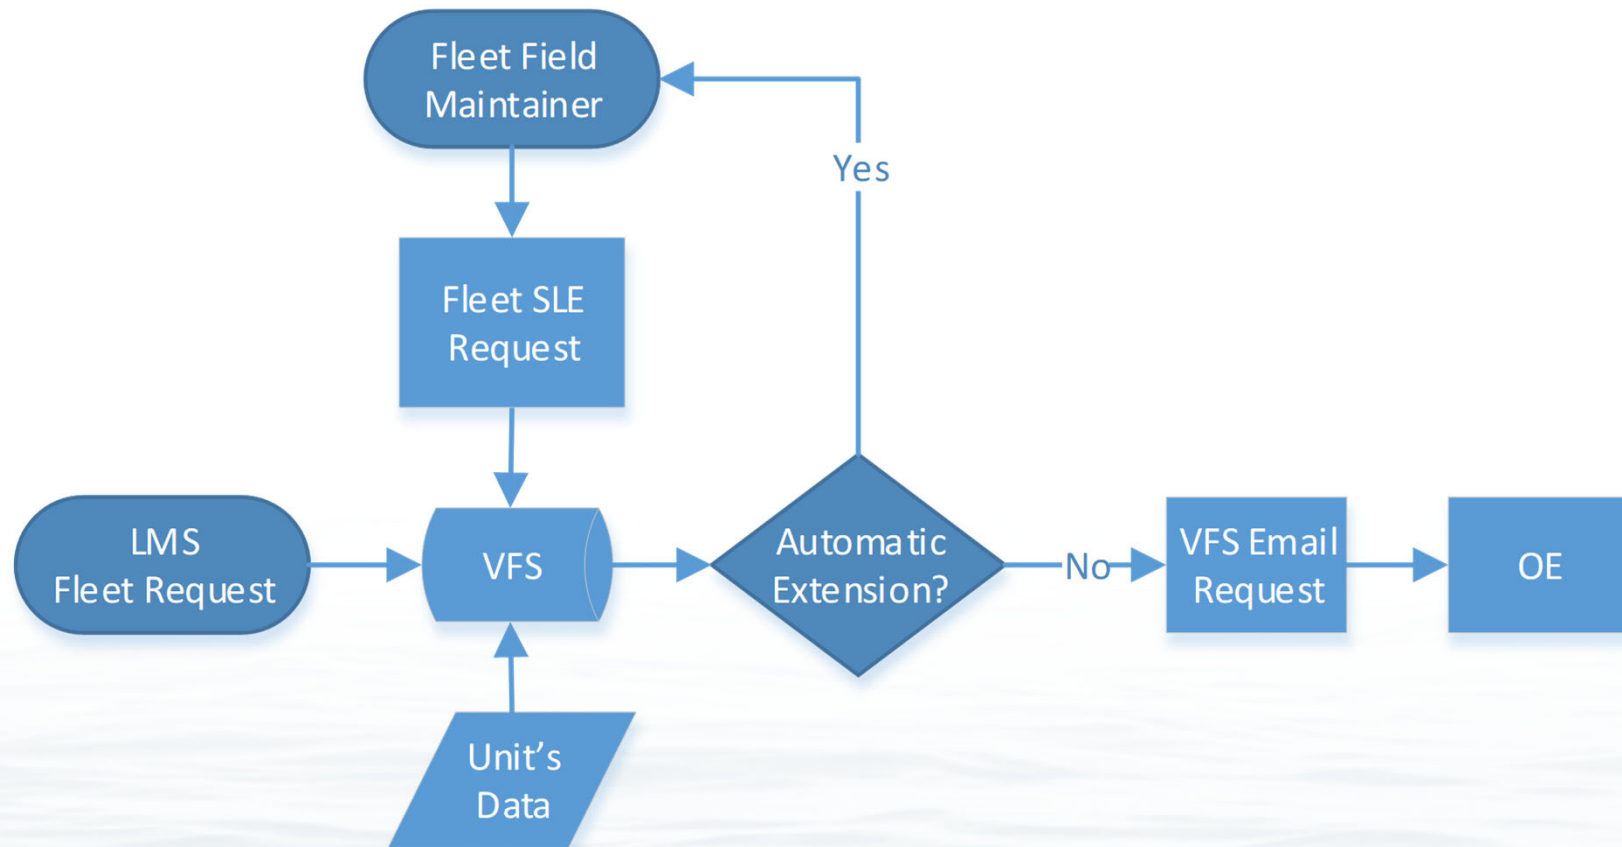 Fleet Field
Maintainer
Yes
Fleet SLE
Request
LMS
Fleet Request
VFS
Automatic
Extension?
No
VFS Email
Request
OE
Unit’s
Data